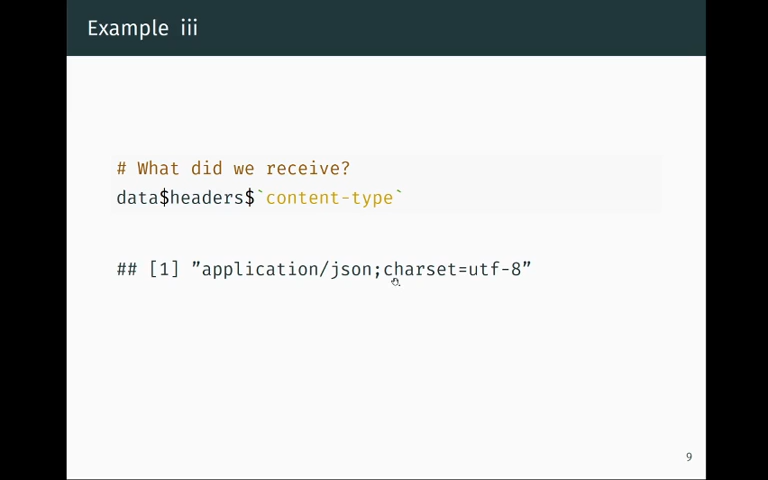 Example iii
# What did we receive?
data$headers$`content-type`
## [1] ”application/json;charset=utf-8”
9